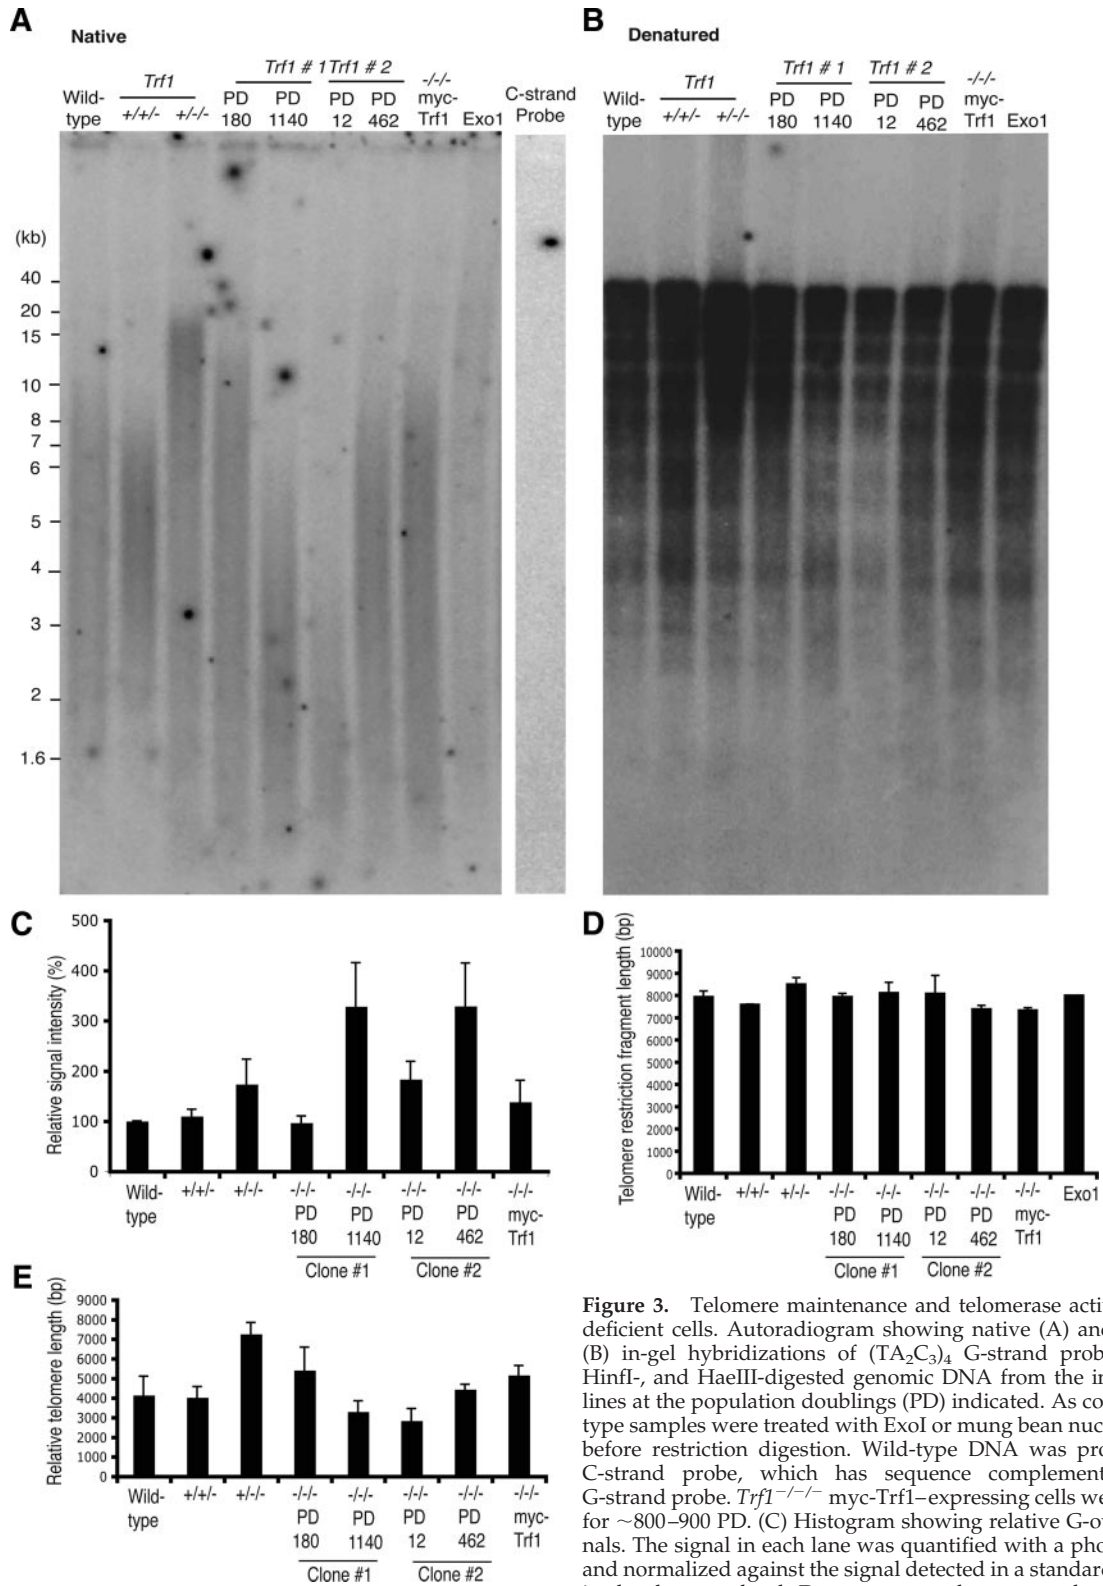 A
Native
Trf1
Trf1 # 1 Trf1 # 2
-/-/-
Wild-type
+/+/-
+/-/-
PD 180
PD 1140
PD 12
PD 462
myc-Trf1
Exo1
C-strand Probe
(kb)
40
20
15
10
8
7
6
5
4
3
2
1.6
B
Denatured
Trf1
Trf1 # 1
Trf1 # 2
-/-/-
Wild-type
+/+/-
+/-/-
PD 180
PD 1140
PD 12
PD 462
myc-Trf1
Exo1
C
Relative signal intensity (%)
500
400
300
200
100
0
Wild-type
+/+/-
+/-/-
-/-/- PD 180
-/-/- PD 1140
-/-/- PD 12
-/-/- PD 462
-/-/- myc-Trf1
Clone #1
Clone #2
D
Telomere restriction fragment length (bp)
10000
9000
8000
7000
6000
5000
4000
3000
2000
1000
0
Wild-type
+/+/-
+/-/-
-/-/- PD 180
-/-/- PD 1140
-/-/- PD 12
-/-/- PD 462
-/-/- myc-Trf1
Exo1
Clone #1
Clone #2
E
Relative telomere length (bp)
9000
8000
7000
6000
5000
4000
3000
2000
1000
0
Wild-type
+/+/-
+/-/-
-/-/- PD 180
-/-/- PD 1140
-/-/- PD 12
-/-/- PD 462
-/-/- myc-Trf1
Clone #1
Clone #2
Figure 3. Telomere maintenance and telomerase activ
deficient cells. Autoradiogram showing native (A) and
(B) in-gel hybridizations of (TA₂C₃)₄ G-strand prob
HinfI-, and HaeIII-digested genomic DNA from the in
lines at the population doublings (PD) indicated. As co
type samples were treated with ExoI or mung bean nuc
before restriction digestion. Wild-type DNA was pro
C-strand probe, which has sequence complement
G-strand probe. Trf1⁻/⁻/⁻ myc-Trf1–expressing cells we
for ~800–900 PD. (C) Histogram showing relative G-o
nals. The signal in each lane was quantified with a pho
and normalized against the signal detected in a standard